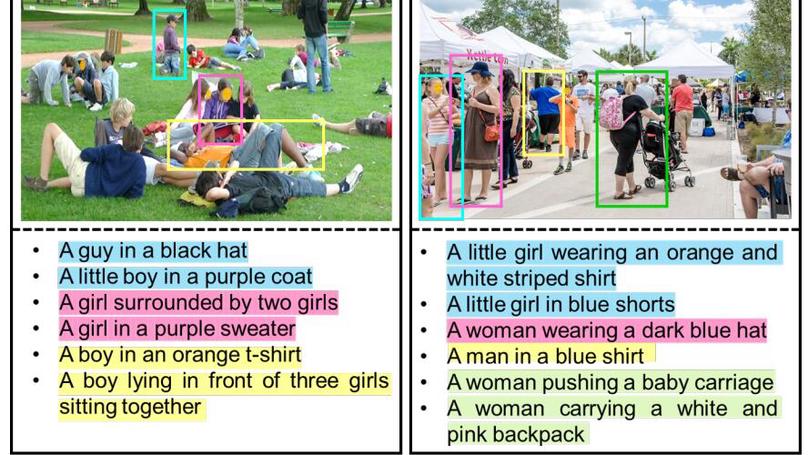 Kettle Corn
• A guy in a black hat
• A little boy in a purple coat
• A girl surrounded by two girls
• A girl in a purple sweater
• A boy in an orange t-shirt
• A boy lying in front of three girls
sitting together
• A little girl wearing an orange and
white striped shirt
• A little girl in blue shorts
• A woman wearing a dark blue hat
• A man in a blue shirt
• A woman pushing a baby carriage
• A woman carrying a white and
pink backpack